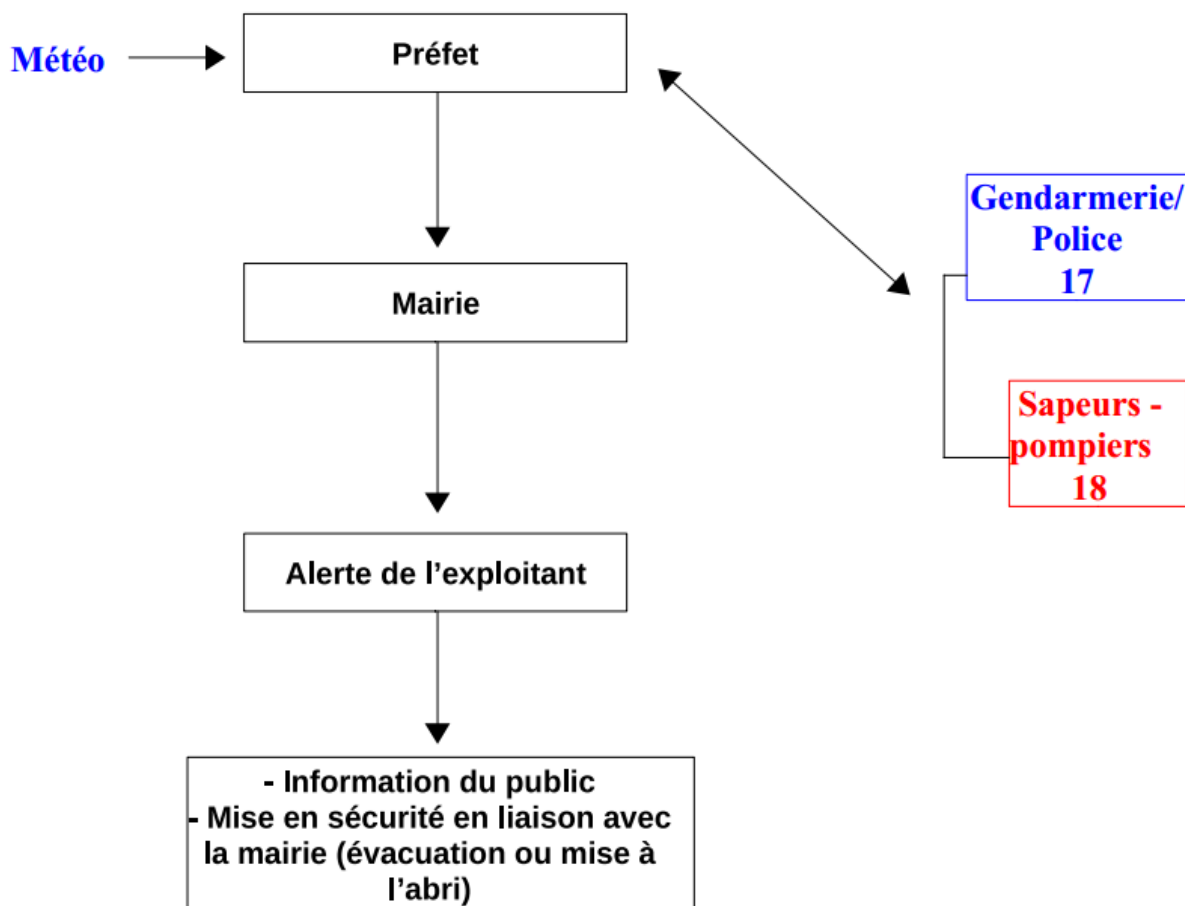 Météo
Préfet
Gendarmerie/
Police
17
Mairie
Sapeurs -
pompiers
18
Alerte de l’exploitant
- Information du public
- Mise en sécurité en liaison avec
la mairie (évacuation ou mise à
l’abri)